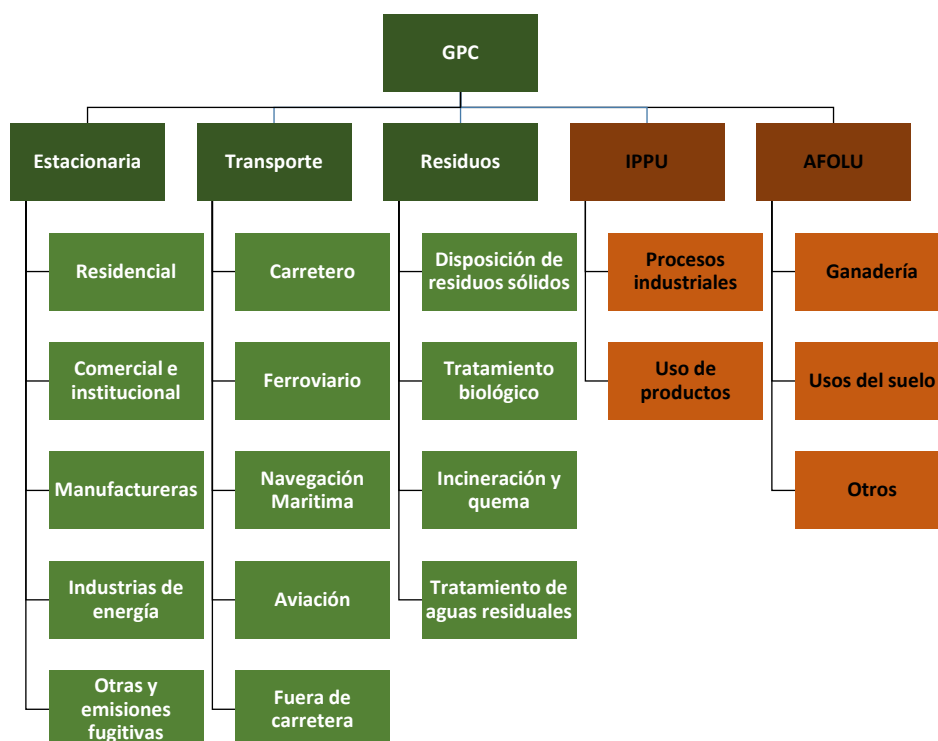 GPC
Estacionaria
Transporte
Residuos
IPPU
AFOLU
Residencial
Carretero
Disposición de
residuos sólidos
Procesos
industriales
Ganadería
Comercial e
institucional
Ferroviario
Tratamiento
biológico
Uso de
productos
Usos del suelo
Manufactureras
Navegación
Maritima
Incineración y
quema
Otros
Industrias de
energía
Aviación
Tratamiento de
aguas residuales
Otras y
emisiones
fugitivas
Fuera de
carretera